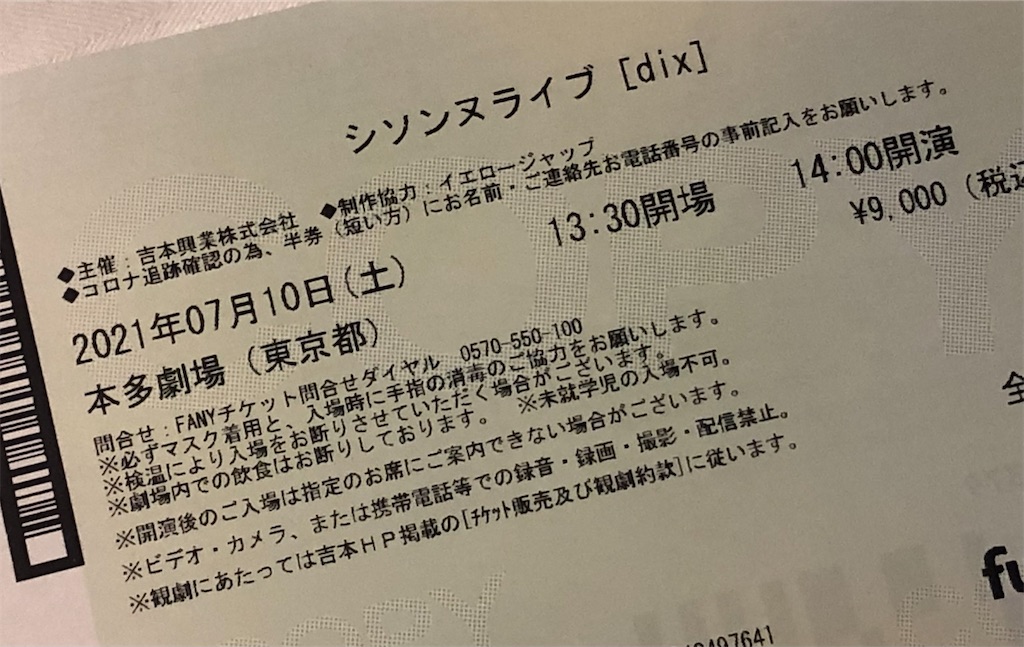 シソンヌライブ [dix]
◆主催：吉本興業株式会社 ◆制作協力：イエロージャップ
◆コロナ追跡確認の為、半券（短い方）にお名前・ご連絡先お電話番号の事前記入をお願いします。
2021年07月10日(土) 13:30開場 14:00開演
本多劇場（東京都） ¥9,000（税込
問合せ：FANYチケット問合せダイヤル 0570-550-100
※必ずマスク着用と、入場時に手指の消毒のご協力をお願いします。
※検温により入場をお断りさせていただく場合がございます。
※劇場内での飲食はお断りしております。 ※未就学児の入場不可。
※開演後のご入場は指定のお席にご案内できない場合がございます。
※ビデオ・カメラ、または携帯電話等での録音・録画・撮影・配信禁止。
※観劇にあたっては吉本ＨＰ掲載の[ﾁｹｯﾄ販売及び観劇約款]に従います。
全
fu
COPY